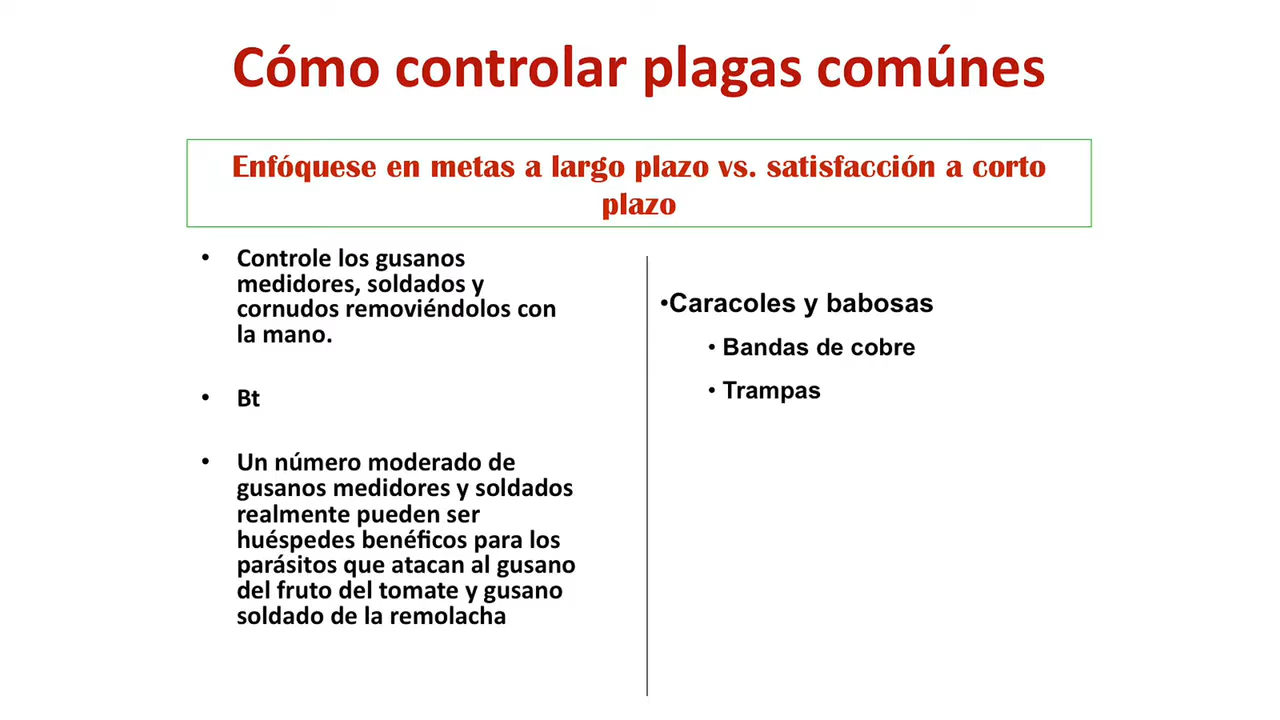 Cómo controlar plagas comúnes
Enfóquese en metas a largo plazo vs. satisfacción a corto
plazo
• Controle los gusanos
medidores, soldados y
cornudos removiéndolos con
la mano.
• Bt
• Un número moderado de
gusanos medidores y soldados
realmente pueden ser
huéspedes benéficos para los
parásitos que atacan al gusano
del fruto del tomate y gusano
soldado de la remolacha
•Caracoles y babosas
• Bandas de cobre
• Trampas